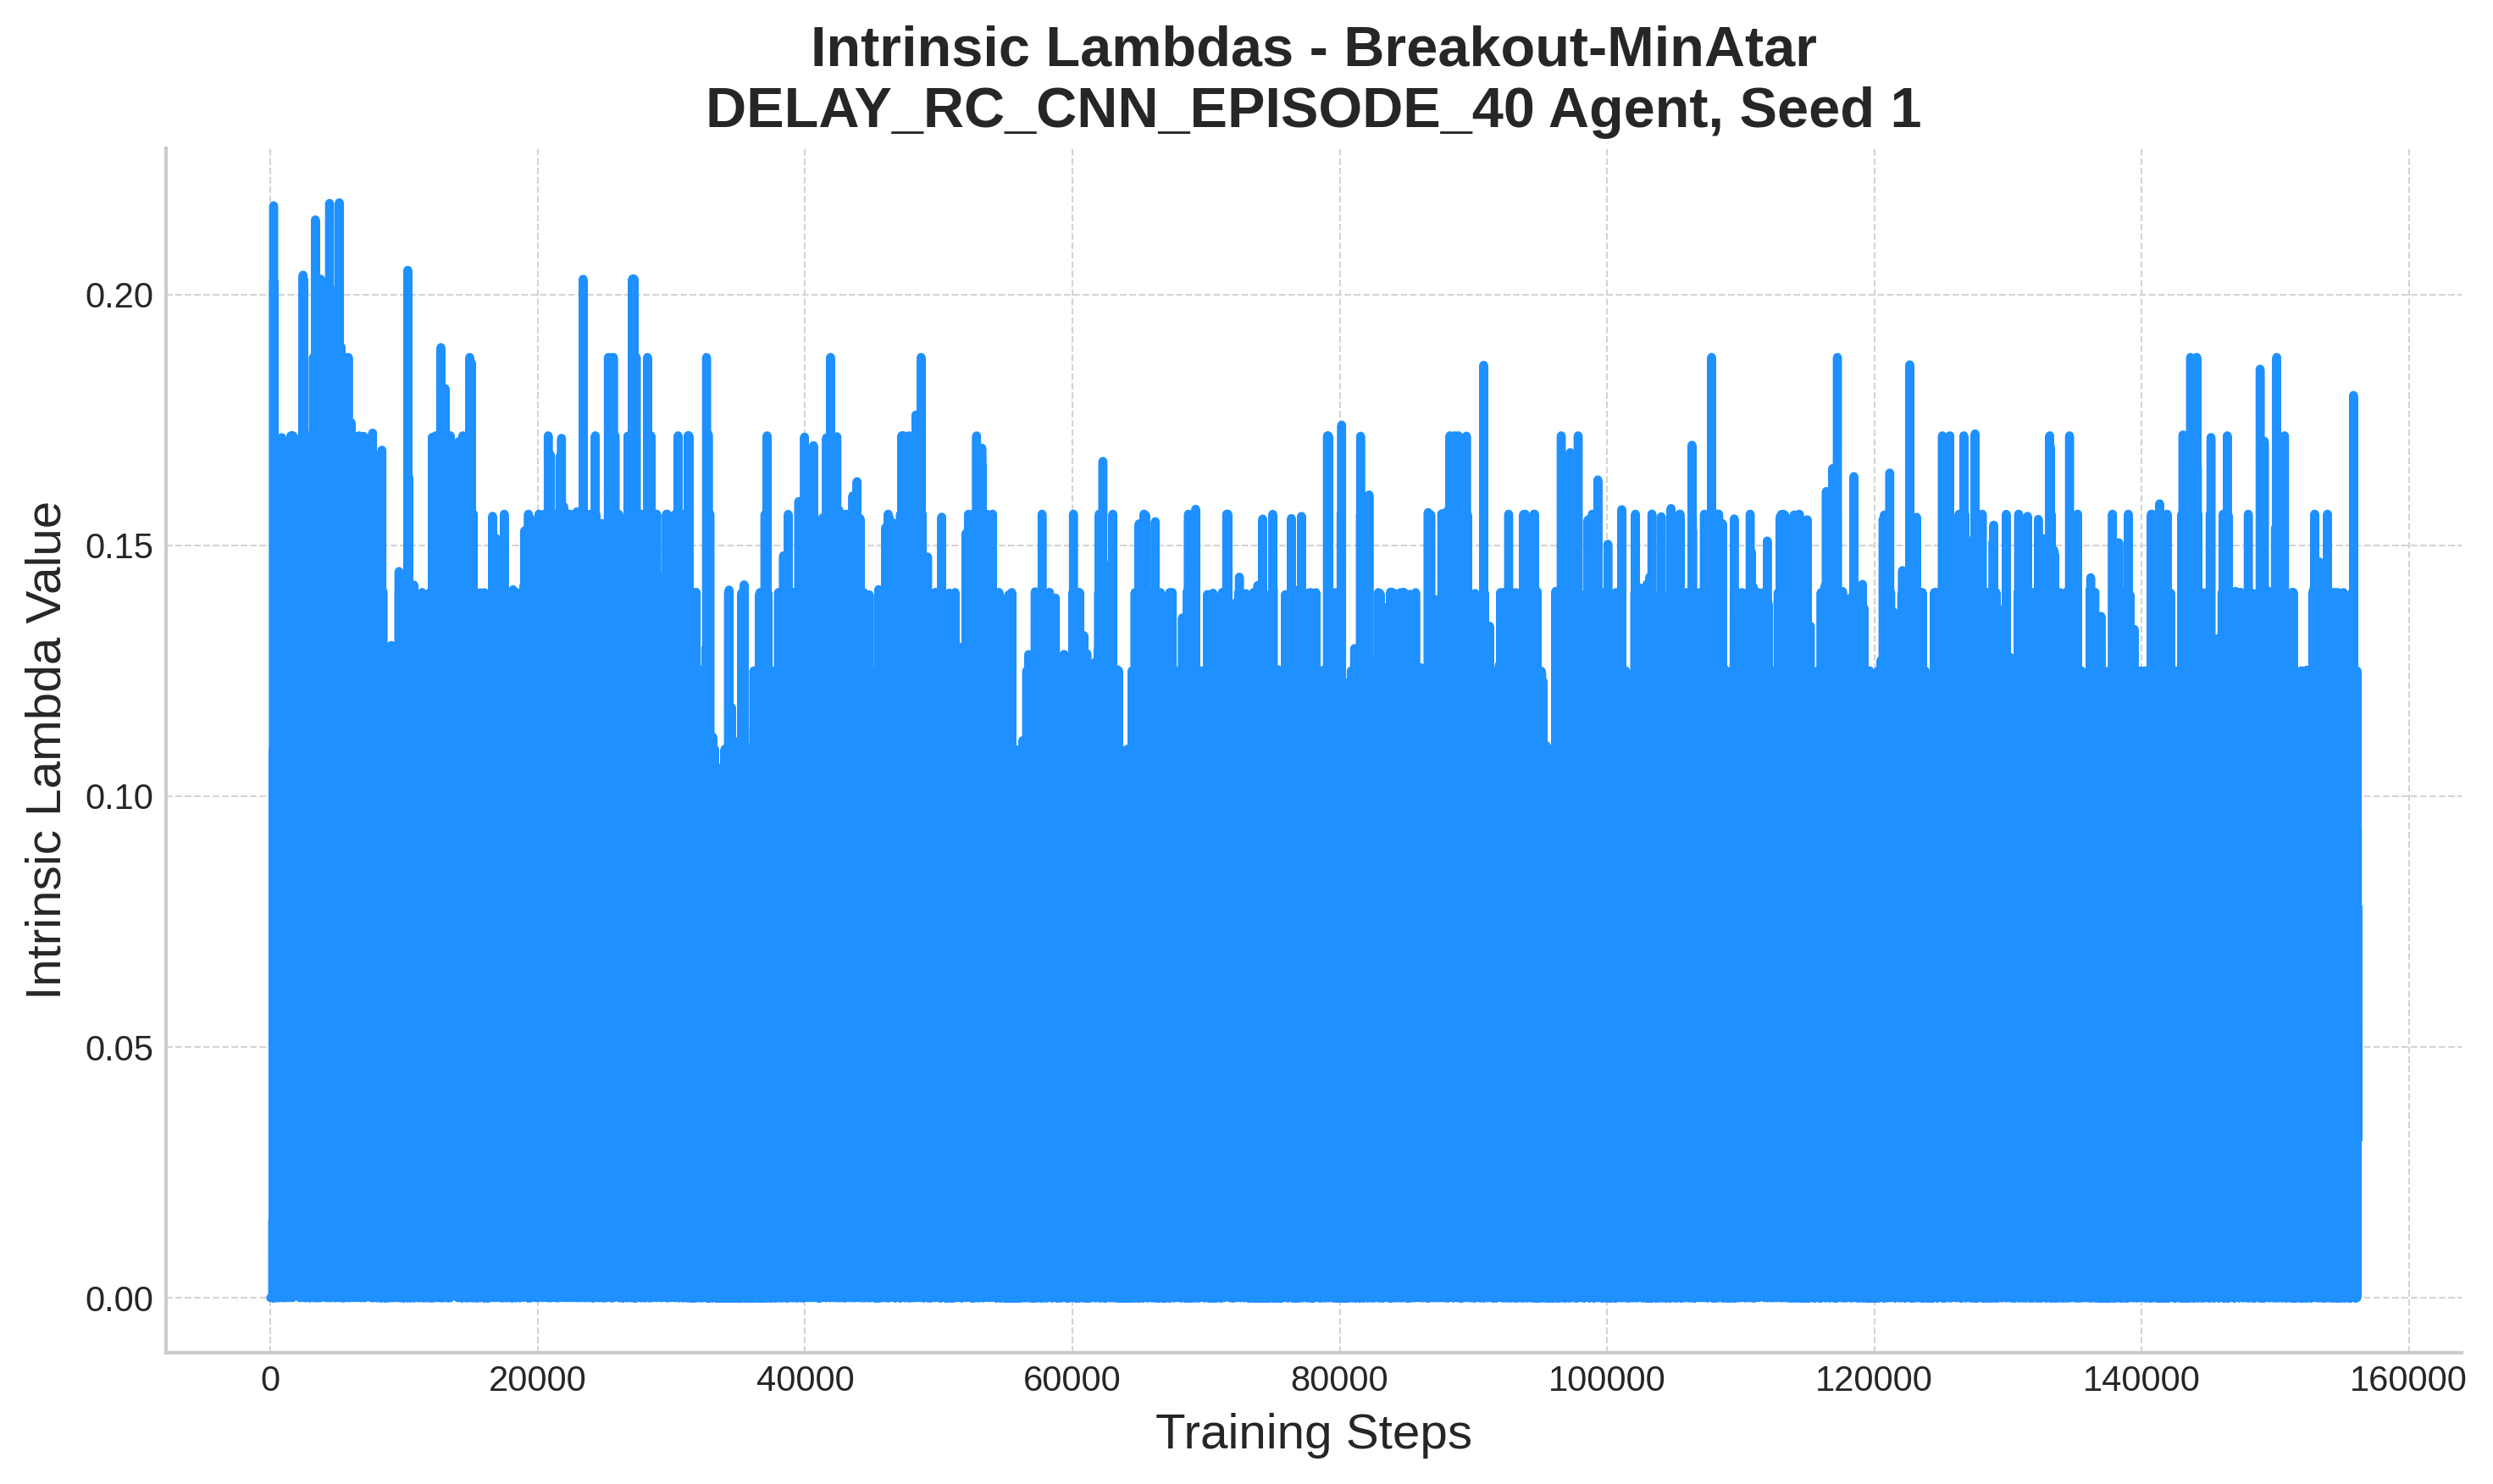 Intrinsic Lambdas - Breakout-MinAtar
DELAY_RC_CNN_EPISODE_40 Agent, Seed 1
Intrinsic Lambda Value
0.20
0.15
0.10
0.05
0.00
0 20000 40000 60000 80000 100000 120000 140000 160000
Training Steps